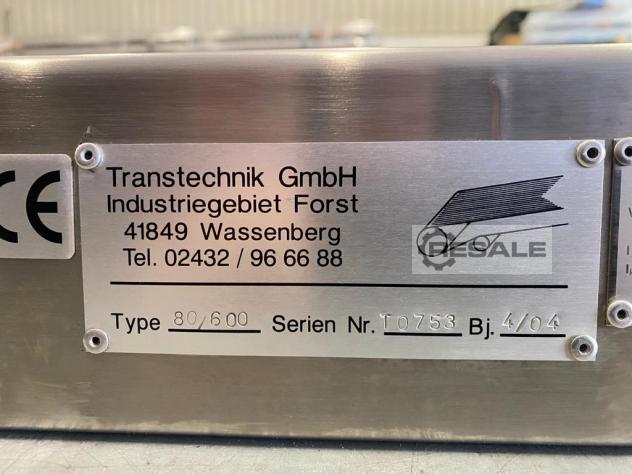 CE
Transtechnik GmbH
Industriegebiet Forst
41849 Wassenberg
Tel. 02432 / 96 66 88
RESALE
Type 80/600 Serien Nr. T0753 Bj. 4/04